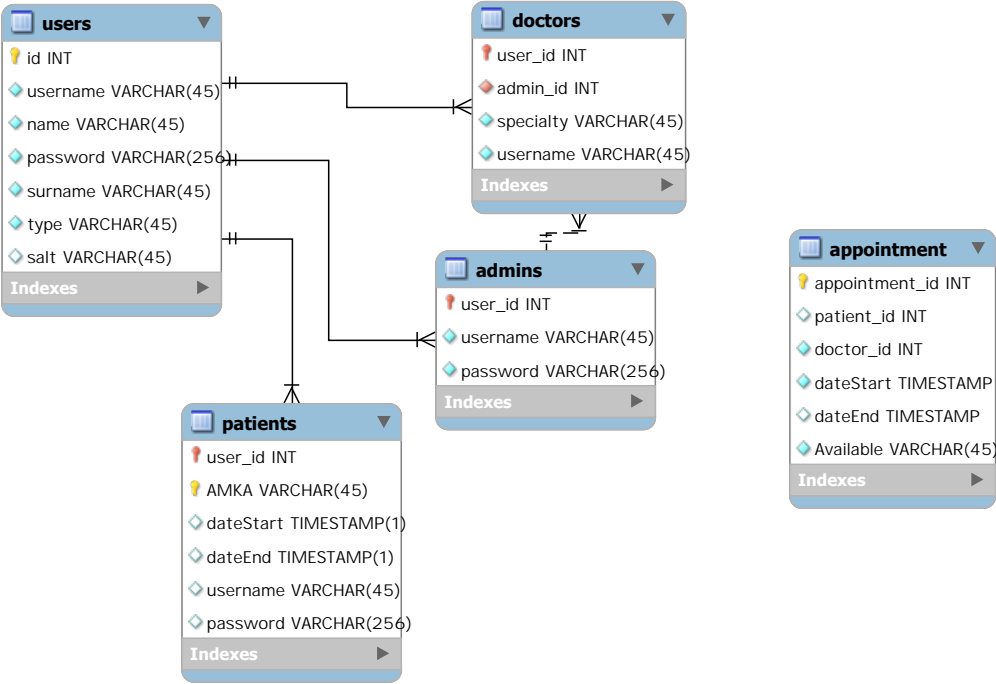 users
id INT
username VARCHAR(45)
name VARCHAR(45)
password VARCHAR(256)
surname VARCHAR(45)
type VARCHAR(45)
salt VARCHAR(45)
Indexes
doctors
user_id INT
admin_id INT
specialty VARCHAR(45)
username VARCHAR(45)
Indexes
admins
user_id INT
username VARCHAR(45)
password VARCHAR(256)
Indexes
patients
user_id INT
AMKA VARCHAR(45)
dateStart TIMESTAMP(1)
dateEnd TIMESTAMP(1)
username VARCHAR(45)
password VARCHAR(256)
Indexes
appointment
appointment_id INT
patient_id INT
doctor_id INT
dateStart TIMESTAMP
dateEnd TIMESTAMP
Available VARCHAR(45)
Indexes